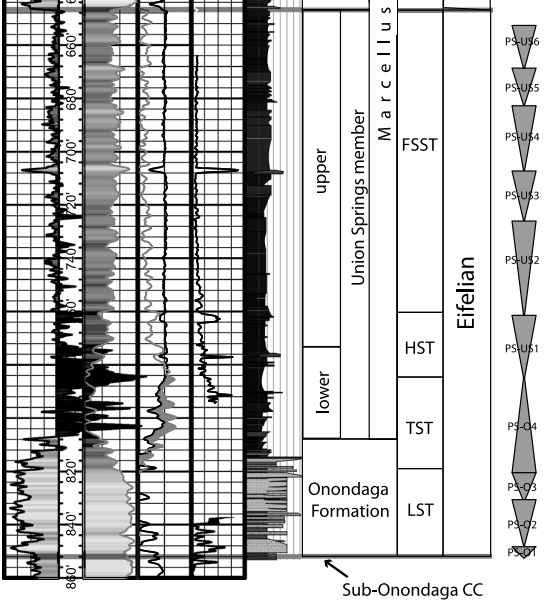 660'
680'
700'
720'
740'
820'
840'
860'
upper
lower
Union Springs member
Marcellus
Onondaga
Formation
FSST
HST
TST
LST
Eifelian
PS-US6
PS-US5
PS-US4
PS-US3
PS-US2
PS-US1
PS-O4
PS-O3
PS-O2
PS-O1
Sub-Onondaga CC